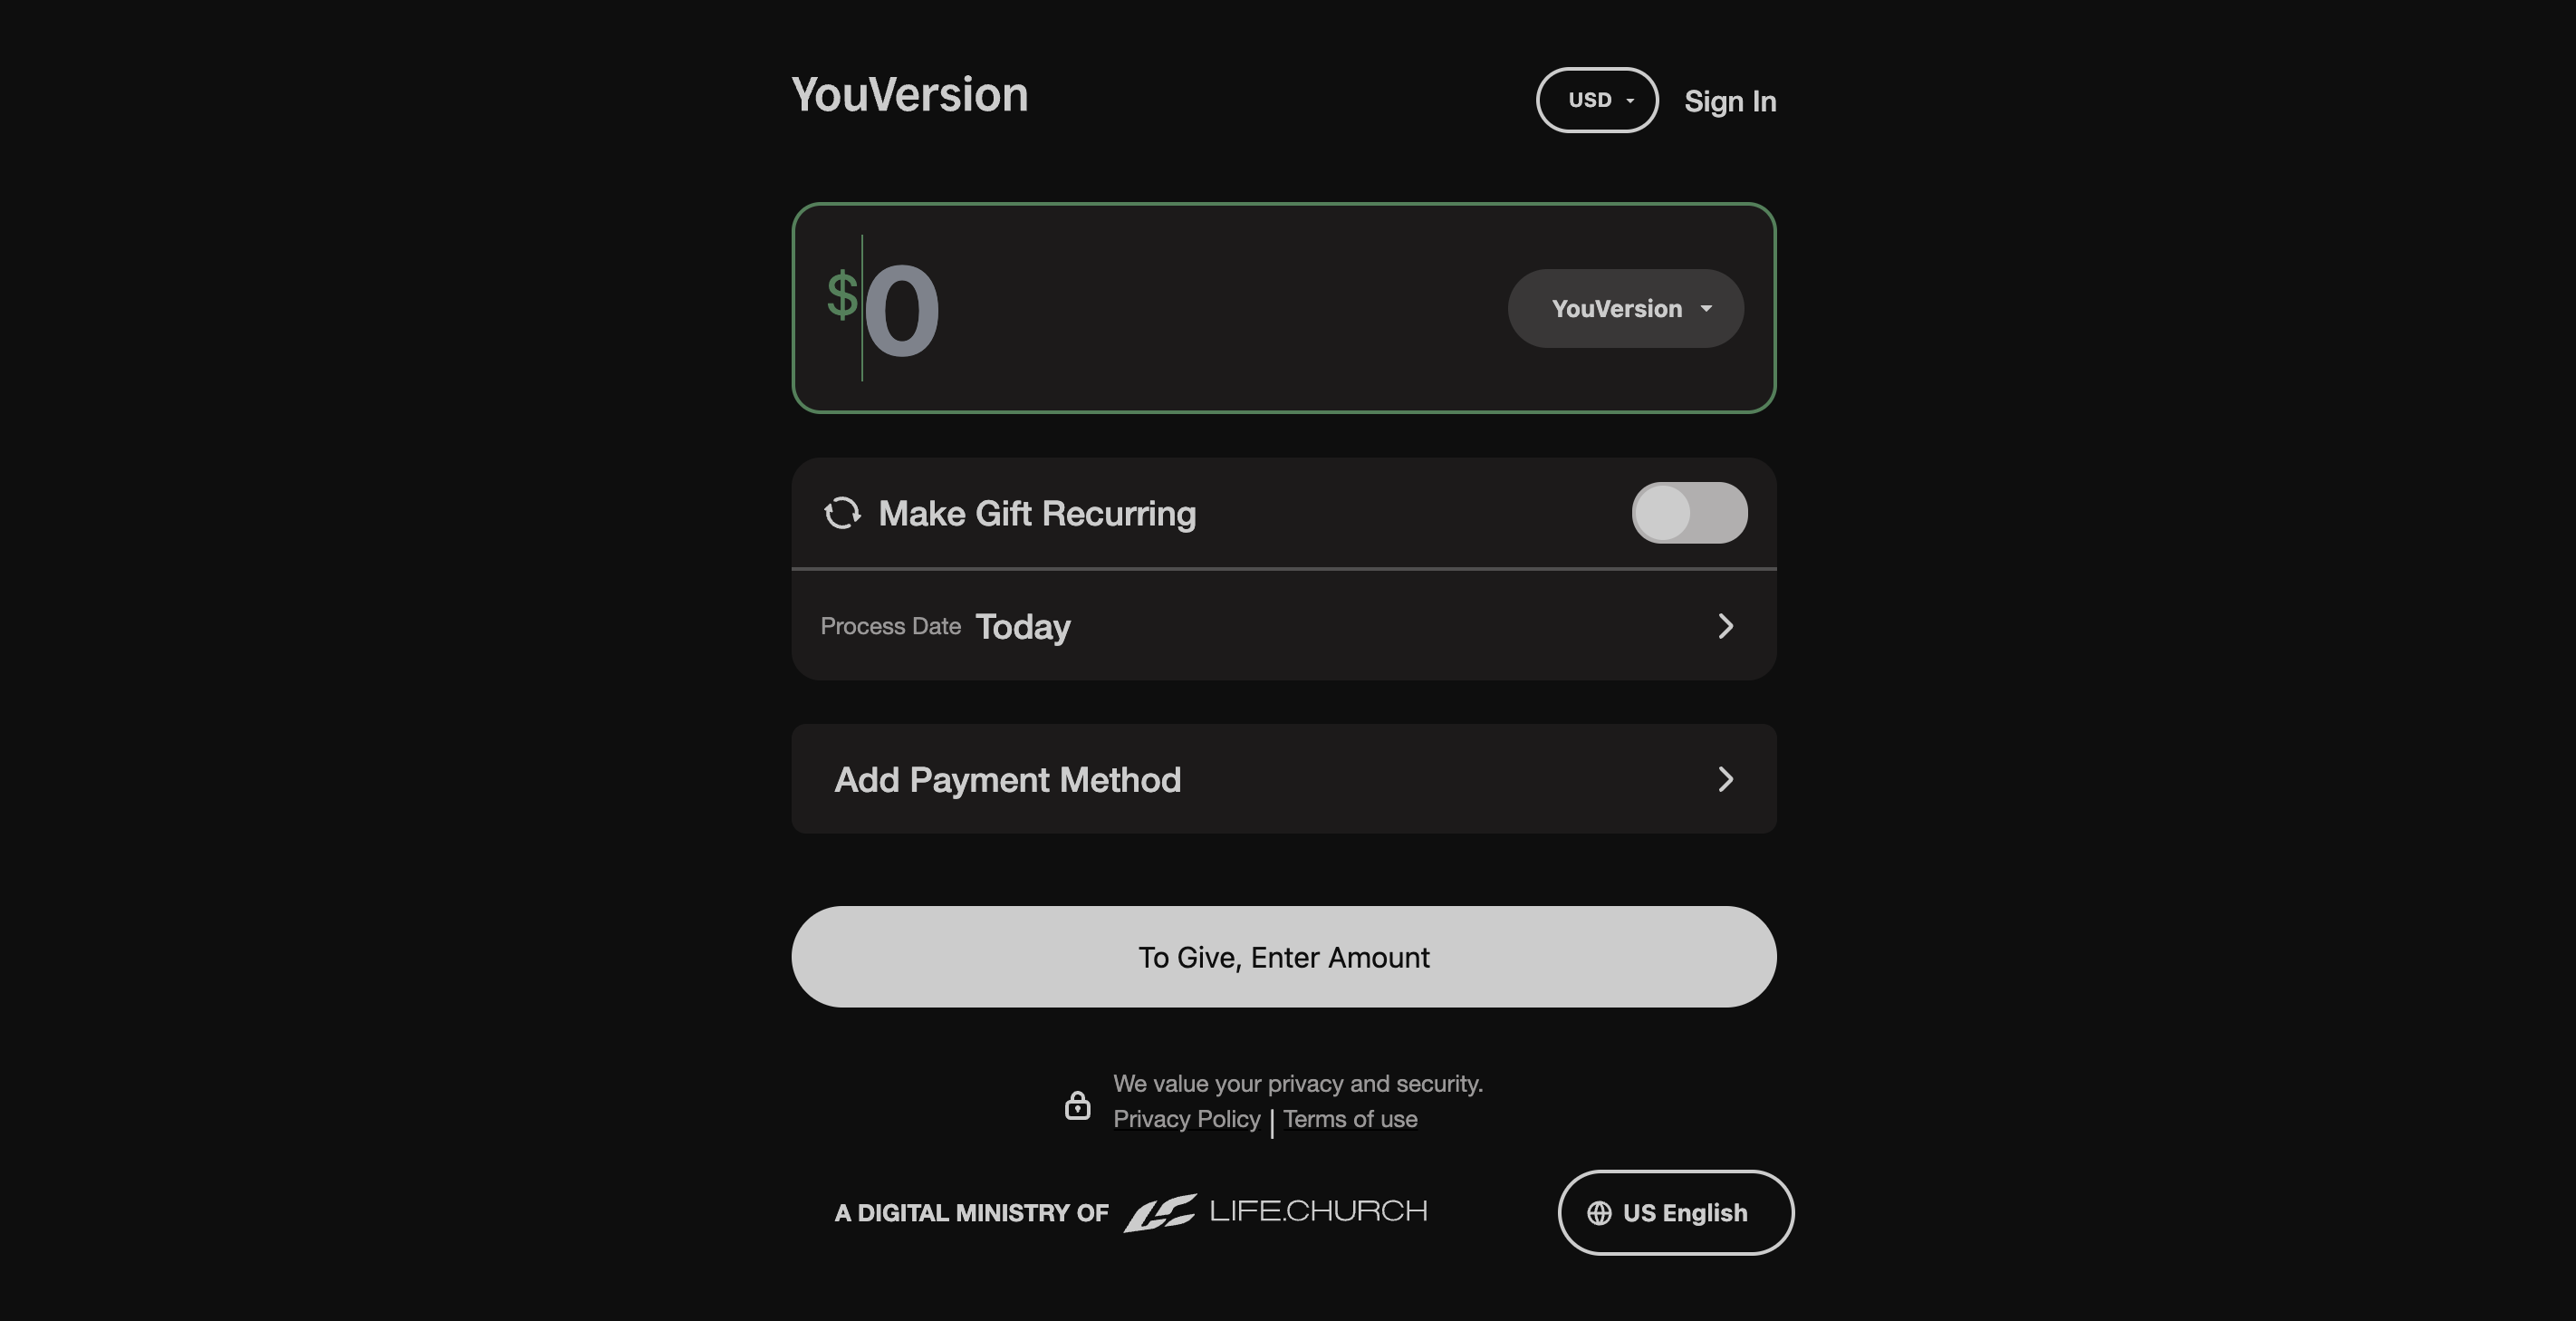 YouVersion
USD
Sign In
$0
YouVersion
Make Gift Recurring
Process Date Today
Add Payment Method
To Give, Enter Amount
We value your privacy and security.
Privacy Policy | Terms of use
A DIGITAL MINISTRY OF LIFE.CHURCH
US English